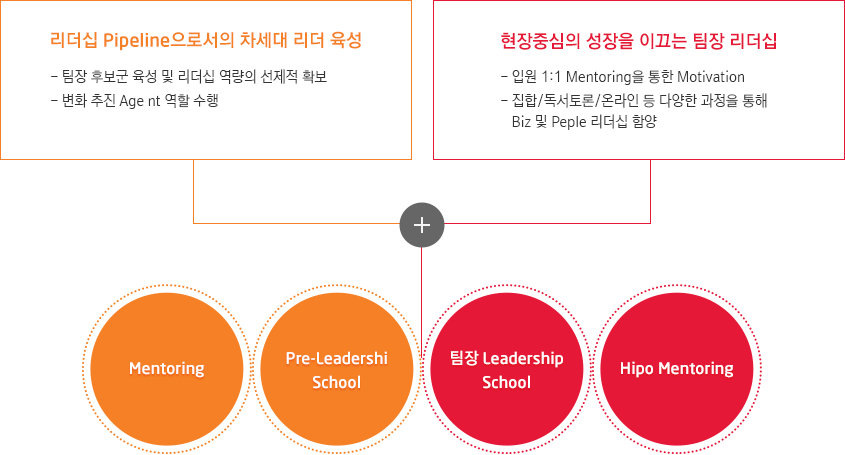 리더십 Pipeline으로서의 차세대 리더 육성
- 팀장 후보군 육성 및 리더십 역량의 선제적 확보
- 변화 추진 Age nt 역할 수행
현장중심의 성장을 이끄는 팀장 리더십
- 입원 1:1 Mentoring을 통한 Motivation
- 집합/독서토론/온라인 등 다양한 과정을 통해
Biz 및 Peple 리더십 함양
Mentoring
Pre-Leadershi
School
팀장 Leadership
School
Hipo Mentoring